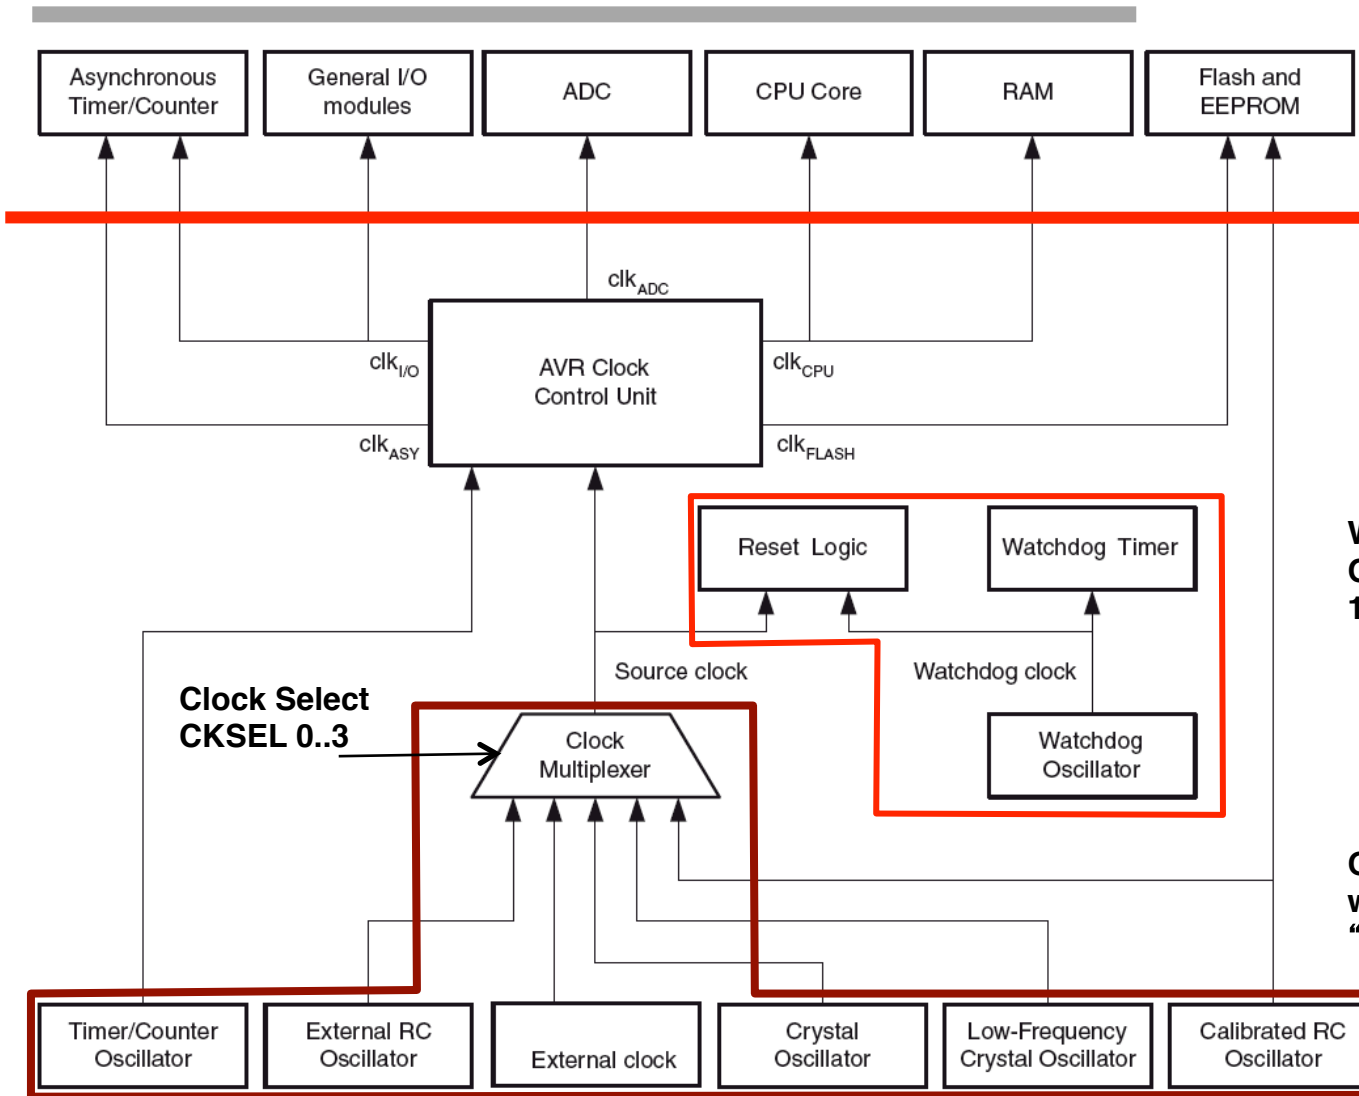 Asynchronous
Timer/Counter
General I/O
modules
ADC
CPU Core
RAM
Flash and
EEPROM
clkADC
clkI/O
AVR Clock
Control Unit
clkCPU
clkASY
clkFLASH
Reset Logic
Watchdog Timer
Source clock
Watchdog clock
Clock Select
CKSEL 0..3
Clock
Multiplexer
Watchdog
Oscillator
Timer/Counter
Oscillator
External RC
Oscillator
External clock
Crystal
Oscillator
Low-Frequency
Crystal Oscillator
Calibrated RC
Oscillator